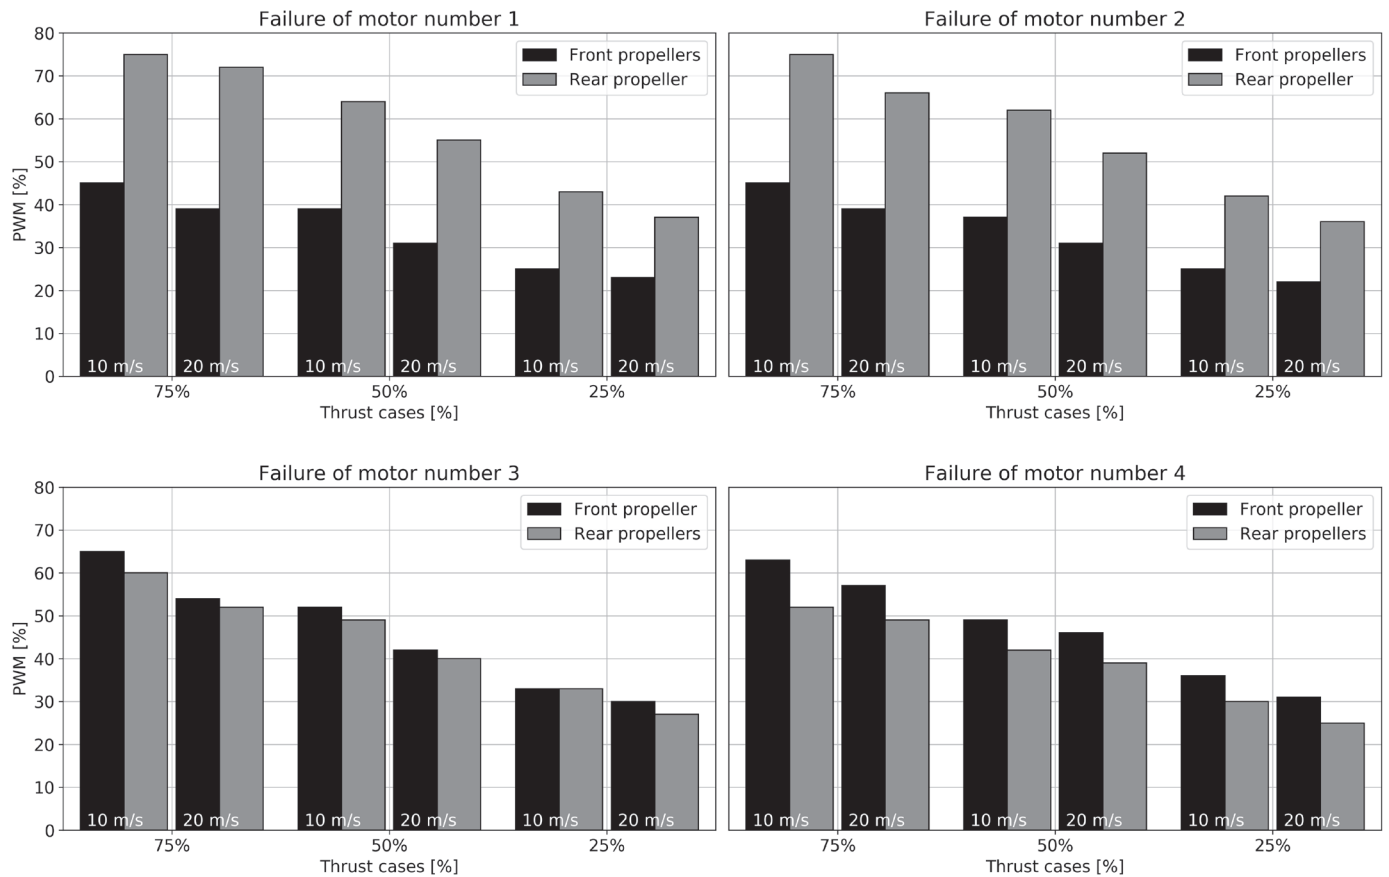 Failure of motor number 1
Front propellers
Rear propeller
PWM [%]
80
70
60
50
40
30
20
10
0
10 m/s 20 m/s 10 m/s 20 m/s 10 m/s 20 m/s
75% 50% 25%
Thrust cases [%]
Failure of motor number 2
Front propellers
Rear propeller
10 m/s 20 m/s 10 m/s 20 m/s 10 m/s 20 m/s
75% 50% 25%
Thrust cases [%]
Failure of motor number 3
Front propeller
Rear propellers
PWM [%]
80
70
60
50
40
30
20
10
0
10 m/s 20 m/s 10 m/s 20 m/s 10 m/s 20 m/s
75% 50% 25%
Thrust cases [%]
Failure of motor number 4
Front propeller
Rear propellers
10 m/s 20 m/s 10 m/s 20 m/s 10 m/s 20 m/s
75% 50% 25%
Thrust cases [%]